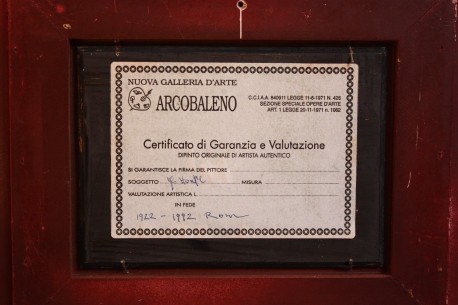 NUOVA GALLERIA D'ARTE
ARCOBALENO
C.C.I.A.A. 640911 LEGGE 11-6-1971 N. 426
SEZIONE SPECIALE OPERE D'ARTE
ART. 1 LEGGE 20-11-1971 n. 1062
Certificato di Garanzia e Valutazione
DIPINTO ORIGINALE DI ARTISTA AUTENTICO
SI GARANTISCE LA FIRMA DEL PITTORE
SOGGETTO MISURA
VALUTAZIONE ARTISTICA L.
IN FEDE
1922 - 1992